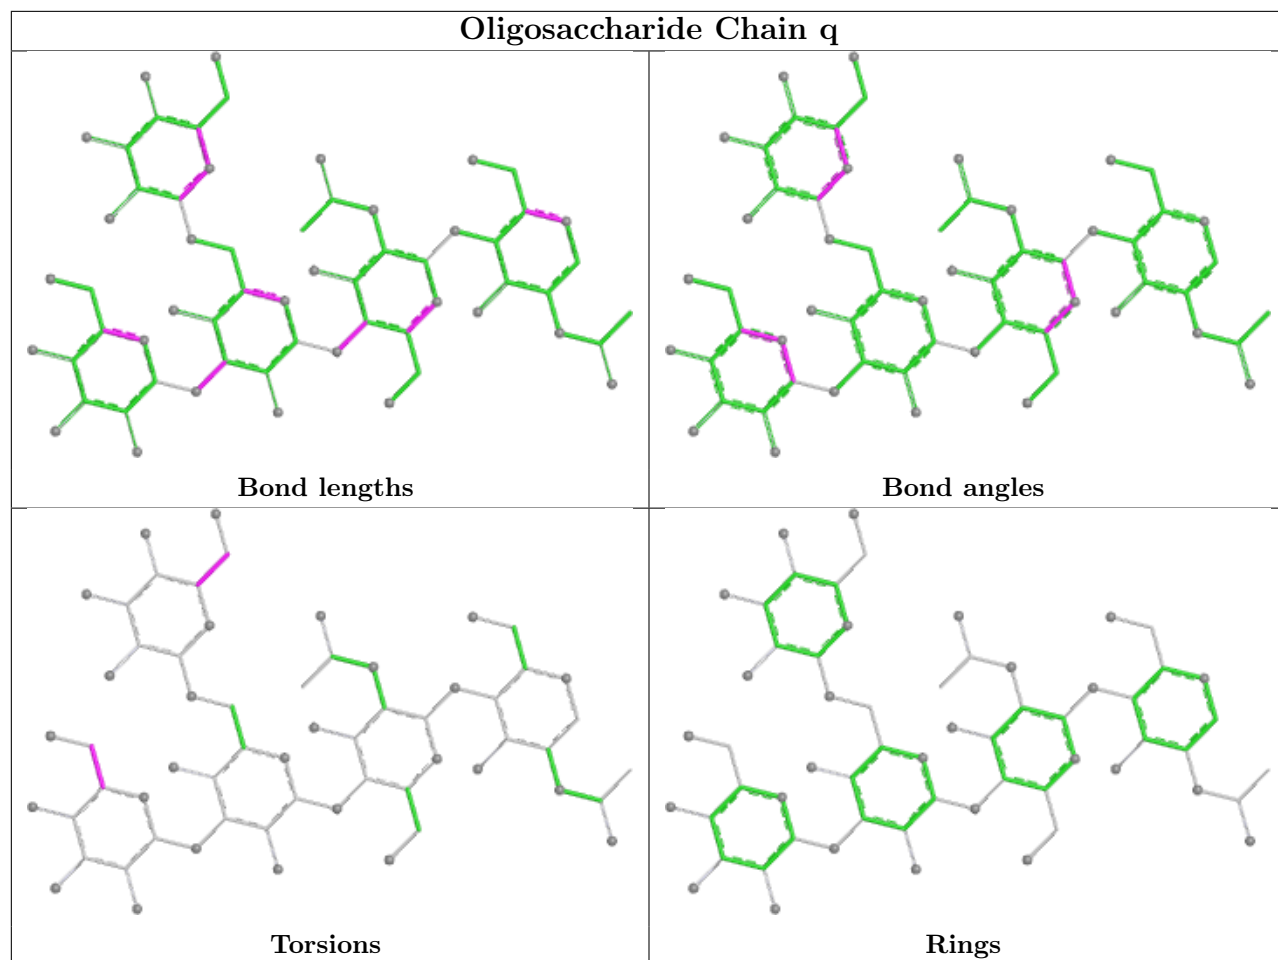 Oligosaccharide Chain q
Bond lengths
Bond angles
Torsions
Rings